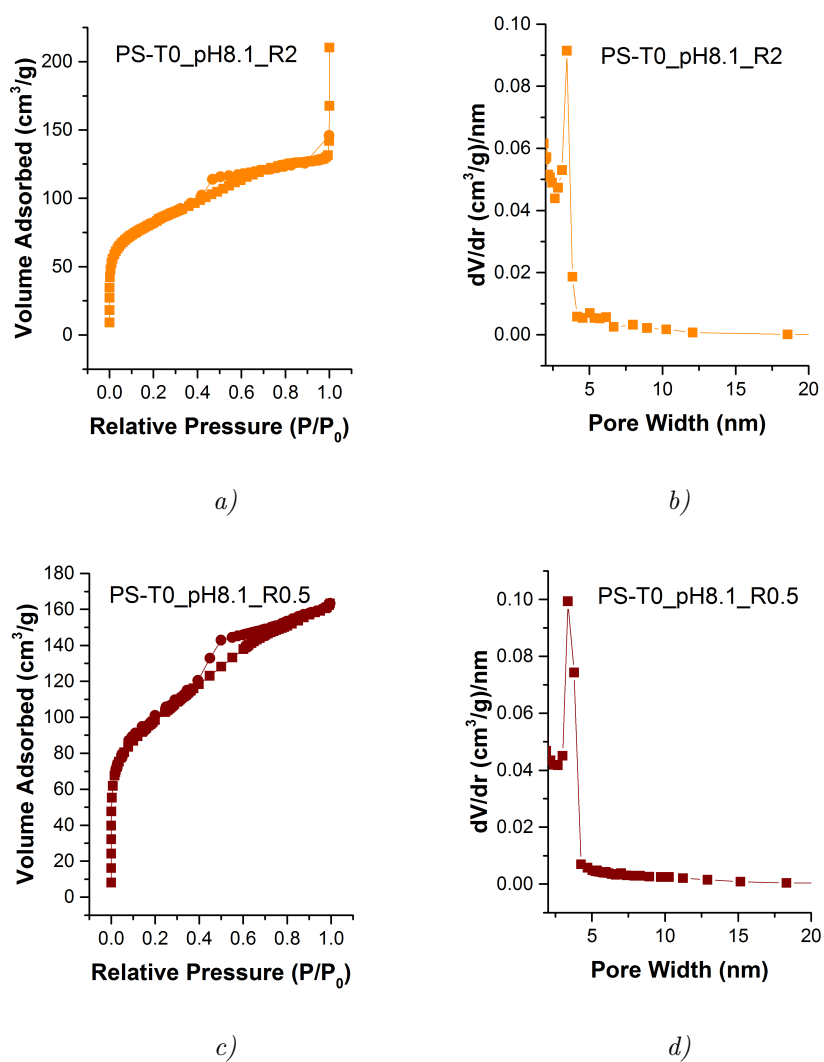 PS-T0_pH8.1_R2
200
150
100
50
0
Volume Adsorbed (cm³/g)
0.0 0.2 0.4 0.6 0.8 1.0
Relative Pressure (P/P₀)
a)
PS-T0_pH8.1_R2
0.10
0.08
0.06
0.04
0.02
0.00
dV/dr (cm³/g)/nm
5 10 15 20
Pore Width (nm)
b)
PS-T0_pH8.1_R0.5
180
160
140
120
100
80
60
40
20
0
Volume Adsorbed (cm³/g)
0.0 0.2 0.4 0.6 0.8 1.0
Relative Pressure (P/P₀)
c)
PS-T0_pH8.1_R0.5
0.10
0.08
0.06
0.04
0.02
0.00
dV/dr (cm³/g)/nm
5 10 15 20
Pore Width (nm)
d)